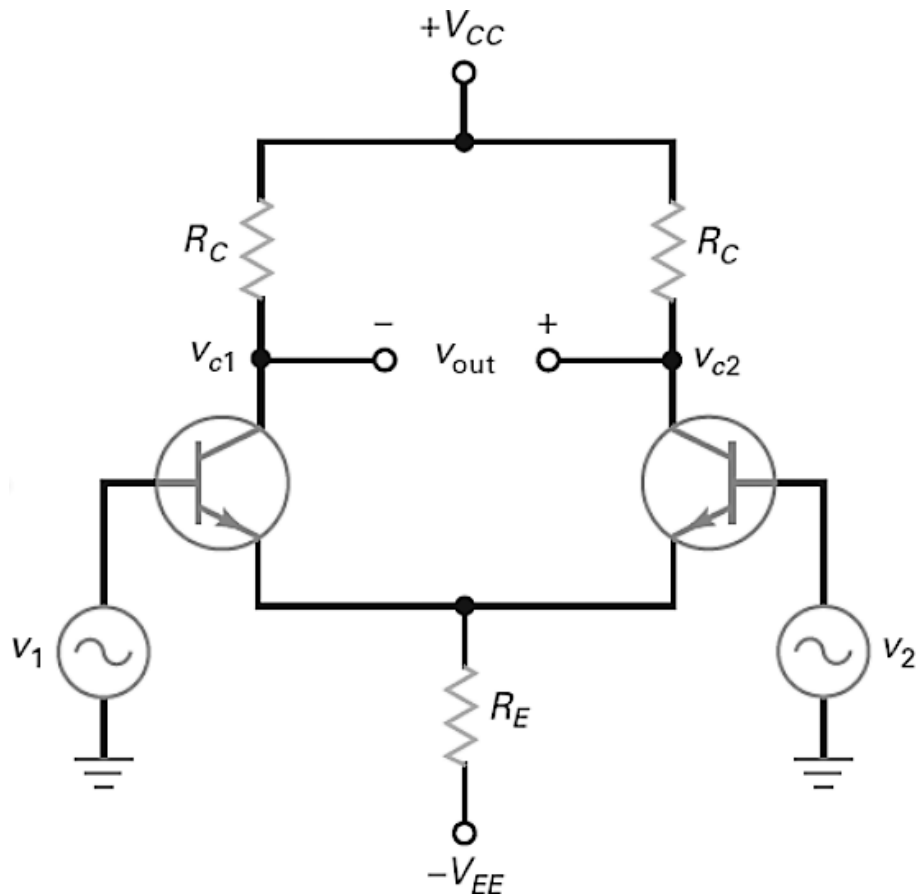 +V_CC
R_C
R_C
− v_out +
v_c1
v_c2
v_1
v_2
R_E
−V_EE